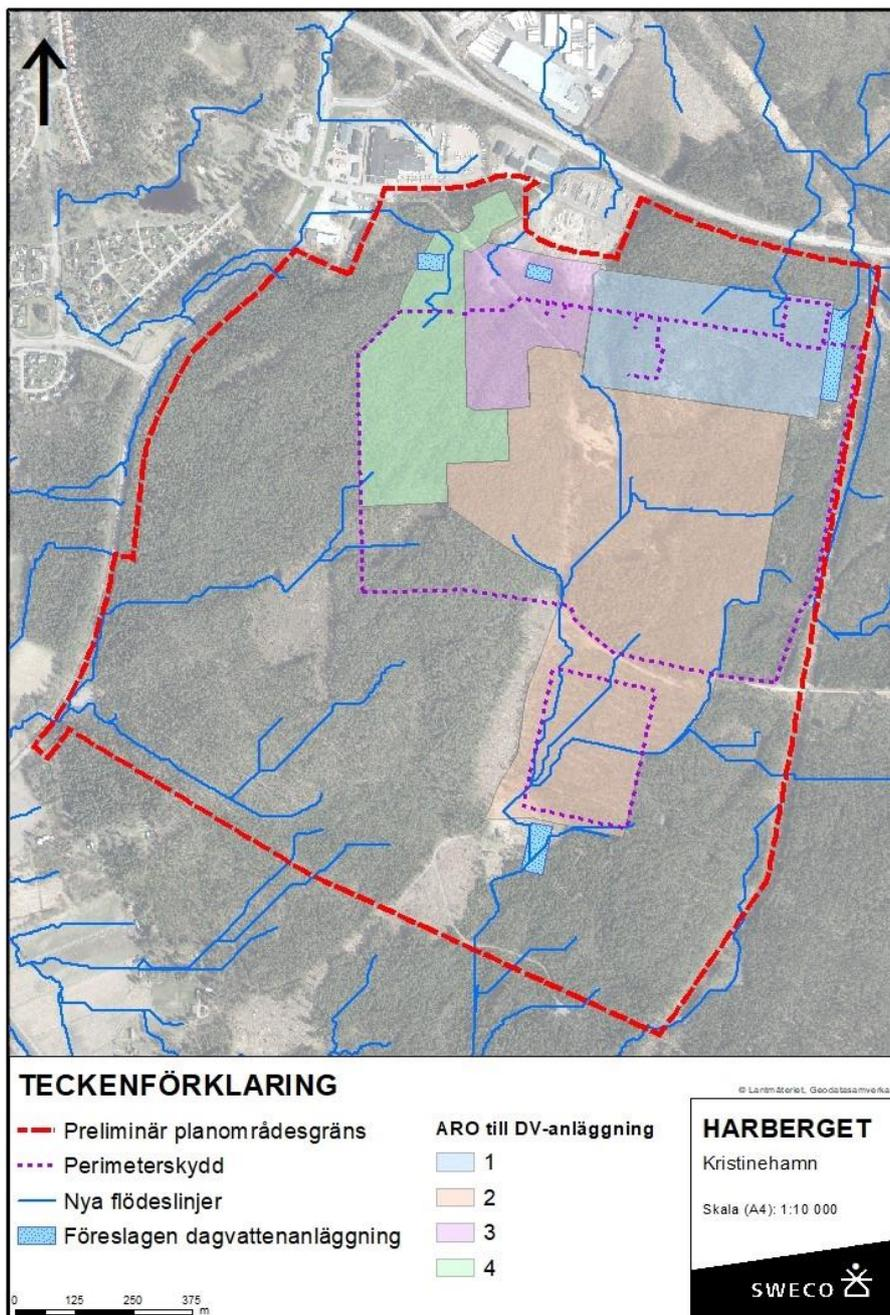 TECKENFÖRKLARING
Preliminär planområdesgräns
Perimeterskydd
Nya flödeslinjer
Föreslagen dagvattenanläggning
0 125 250 375
m
ARO till DV-anläggning
1
2
3
4
© Lantmäteriet, Geodatasamverka
HARBERGET
Kristinehamn
Skala (A4): 1:10 000
SWECO